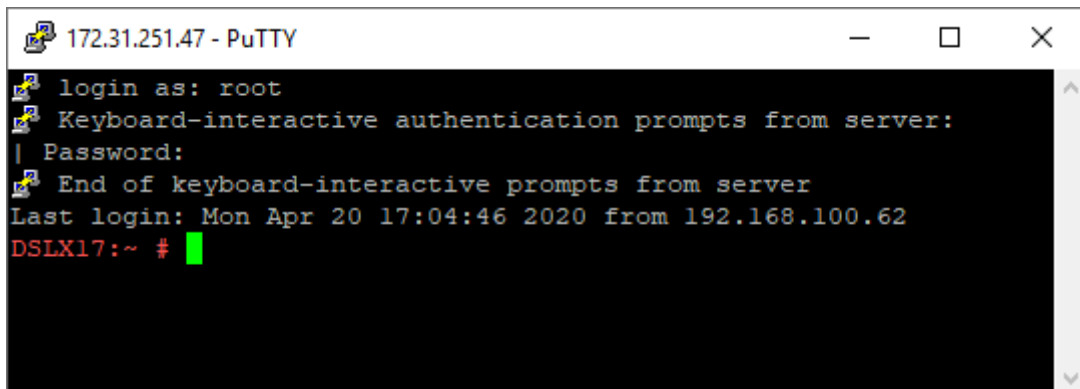 172.31.251.47 - PuTTY
login as: root
Keyboard-interactive authentication prompts from server:
| Password:
End of keyboard-interactive prompts from server
Last login: Mon Apr 20 17:04:46 2020 from 192.168.100.62
DSLX17:~ #